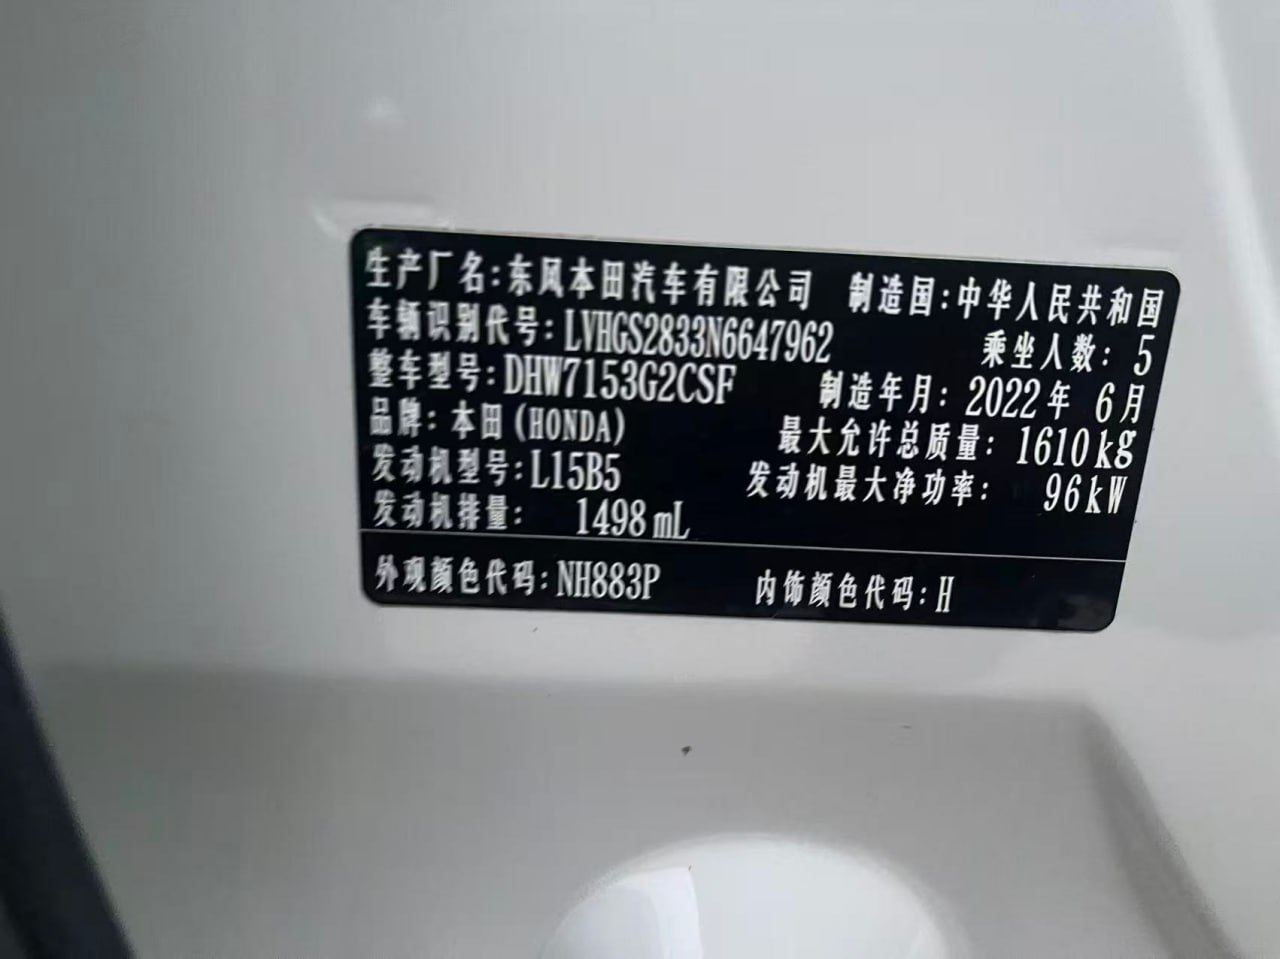 生产厂名:东风本田汽车有限公司 制造国:中华人民共和国
车辆识别代号:LVHGS2833N6647962 乘坐人数: 5
整车型号:DHW7153G2CSF 制造年月: 2022年 6月
品牌: 本田(HONDA) 最大允许总质量: 1610kg
发动机型号:L15B5 发动机最大净功率: 96kW
发动机排量: 1498mL
外观颜色代码:NH883P 内饰颜色代码:H